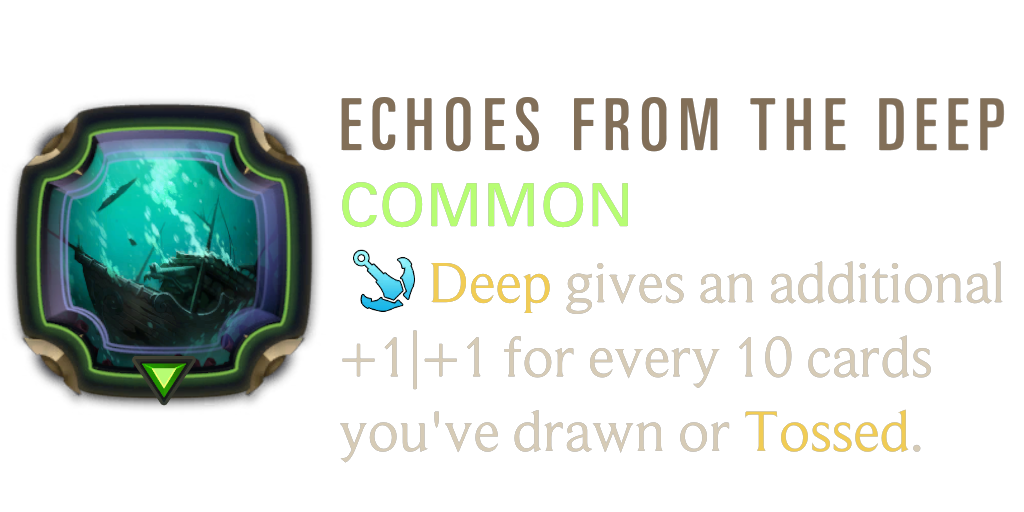 ECHOES FROM THE DEEP
COMMON
Deep gives an additional
+1|+1 for every 10 cards
you've drawn or Tossed.